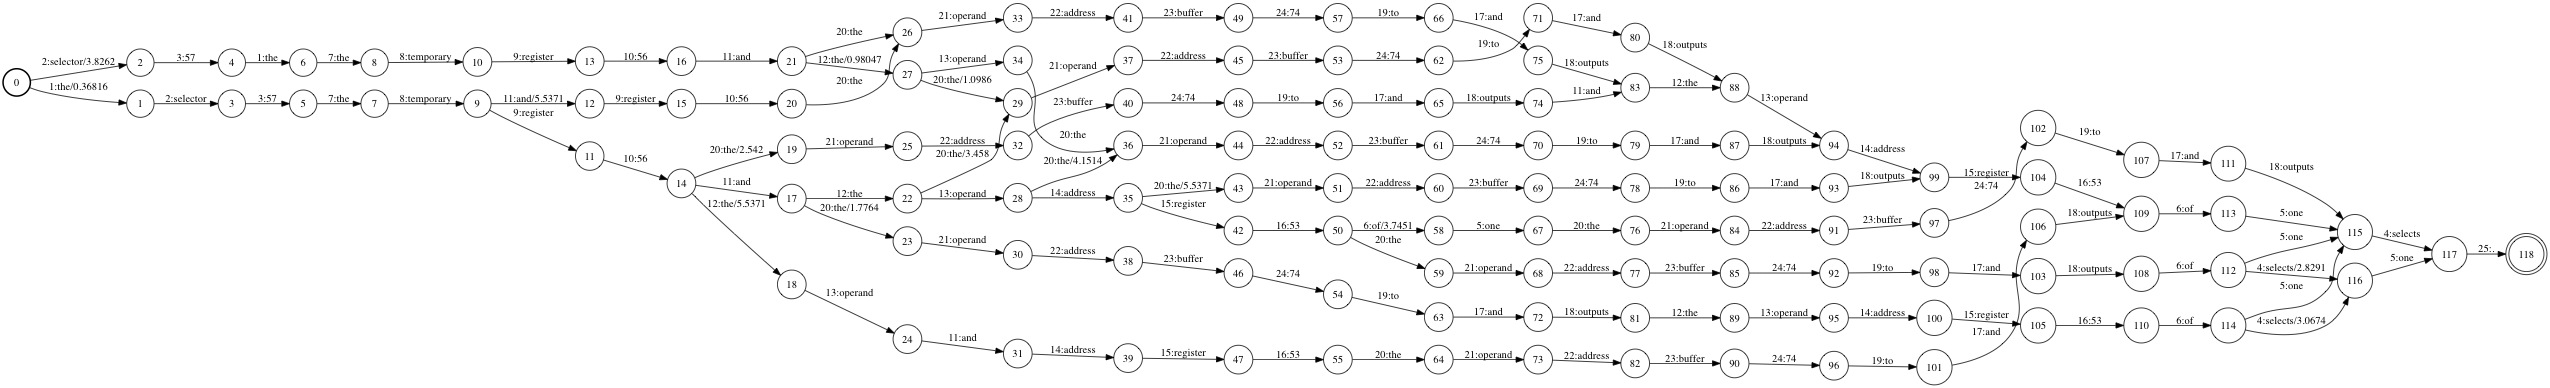 26 33 41 49 57 66 71
21:operand 22:address 23:buffer 24:74 19:to 17:and 17:and
20:the 80
2 4 6 8 10 13 16 21 34 37 45 53 62 75
2:selector/3.8262 3:57 1:the 7:the 8:temporary 9:register 10:56 11:and 12:the/0.98047 13:operand 21:operand 22:address 23:buffer 24:74 19:to 18:outputs 18:outputs
0 27 83 88
1:the/0.36816 20:the 20:the/1.0986 12:the
1 3 5 7 9 12 15 20 29 40 48 56 65 74
2:selector 3:57 7:the 8:temporary 11:and/5.5371 9:register 10:56 23:buffer 24:74 19:to 17:and 18:outputs 11:and 13:operand
9:register 102
11 19 25 32 36 44 52 61 70 79 87 94 107 111
10:56 20:the/2.542 21:operand 22:address 20:the 21:operand 22:address 23:buffer 24:74 19:to 17:and 18:outputs 14:address 19:to 17:and 18:outputs
20:the/3.458 20:the/4.1514
14 99 104
11:and 15:register 24:74
17 22 28 35 43 51 60 69 78 86 93
12:the 13:operand 14:address 20:the/5.5371 21:operand 22:address 23:buffer 24:74 19:to 17:and 18:outputs 16:53
12:the/5.5371 20:the/1.7764 15:register
42 50 58 67 76 84 91 97 106 109 113 115
16:53 6:of/3.7451 5:one 20:the 21:operand 22:address 23:buffer 18:outputs 6:of 5:one 4:selects
23 30 38 20:the 117 118
21:operand 22:address 23:buffer 5:one 25:.
46 59 68 77 85 92 98 103 108 112 116
24:74 21:operand 22:address 23:buffer 24:74 19:to 17:and 18:outputs 6:of 4:selects/2.8291 5:one
18 54 5:one
13:operand 19:to
63 72 81 89 95 100 105 110 114
17:and 18:outputs 12:the 13:operand 14:address 15:register 16:53 6:of 4:selects/3.0674
24 17:and
11:and
31 39 47 55 64 73 82 90 96 101
14:address 15:register 16:53 20:the 21:operand 22:address 23:buffer 24:74 19:to